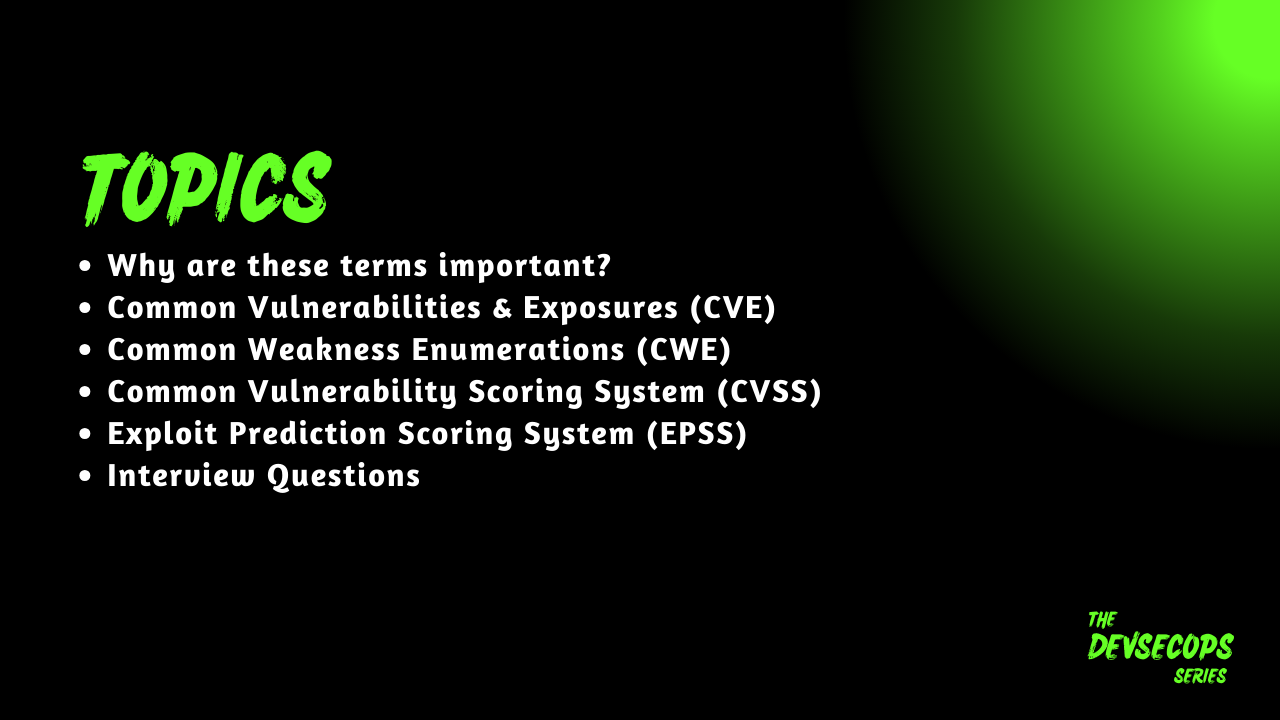 TOPICS
• Why are these terms important?
• Common Vulnerabilities & Exposures (CVE)
• Common Weakness Enumerations (CWE)
• Common Vulnerability Scoring System (CVSS)
• Exploit Prediction Scoring System (EPSS)
• Interview Questions
THE
DEVSECOPS
SERIES